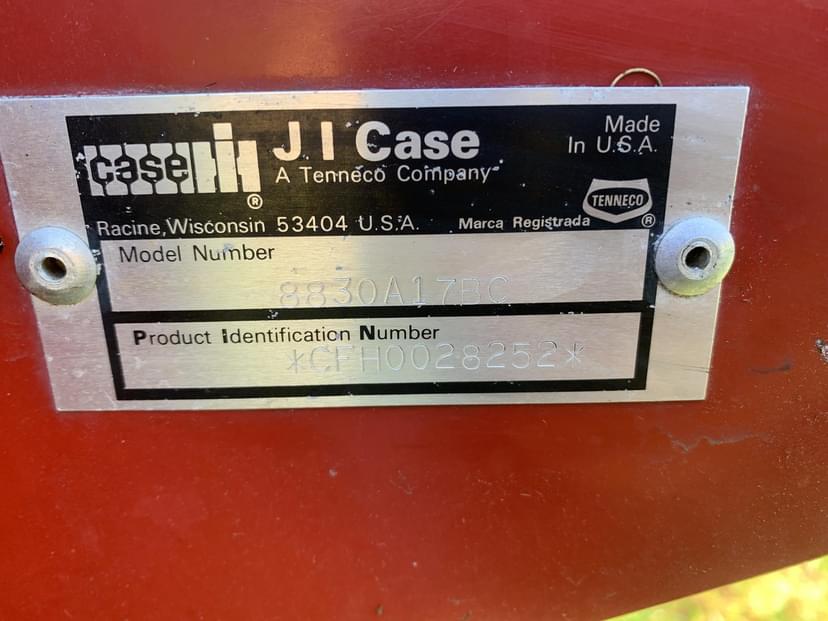 case IH ®
J I Case
A Tenneco Company
Made
In U.S.A.
TENNECO ®
Racine, Wisconsin 53404 U.S.A.
Marca Registrada
Model Number
8830A17BC
Product Identification Number
*CFH0028252*